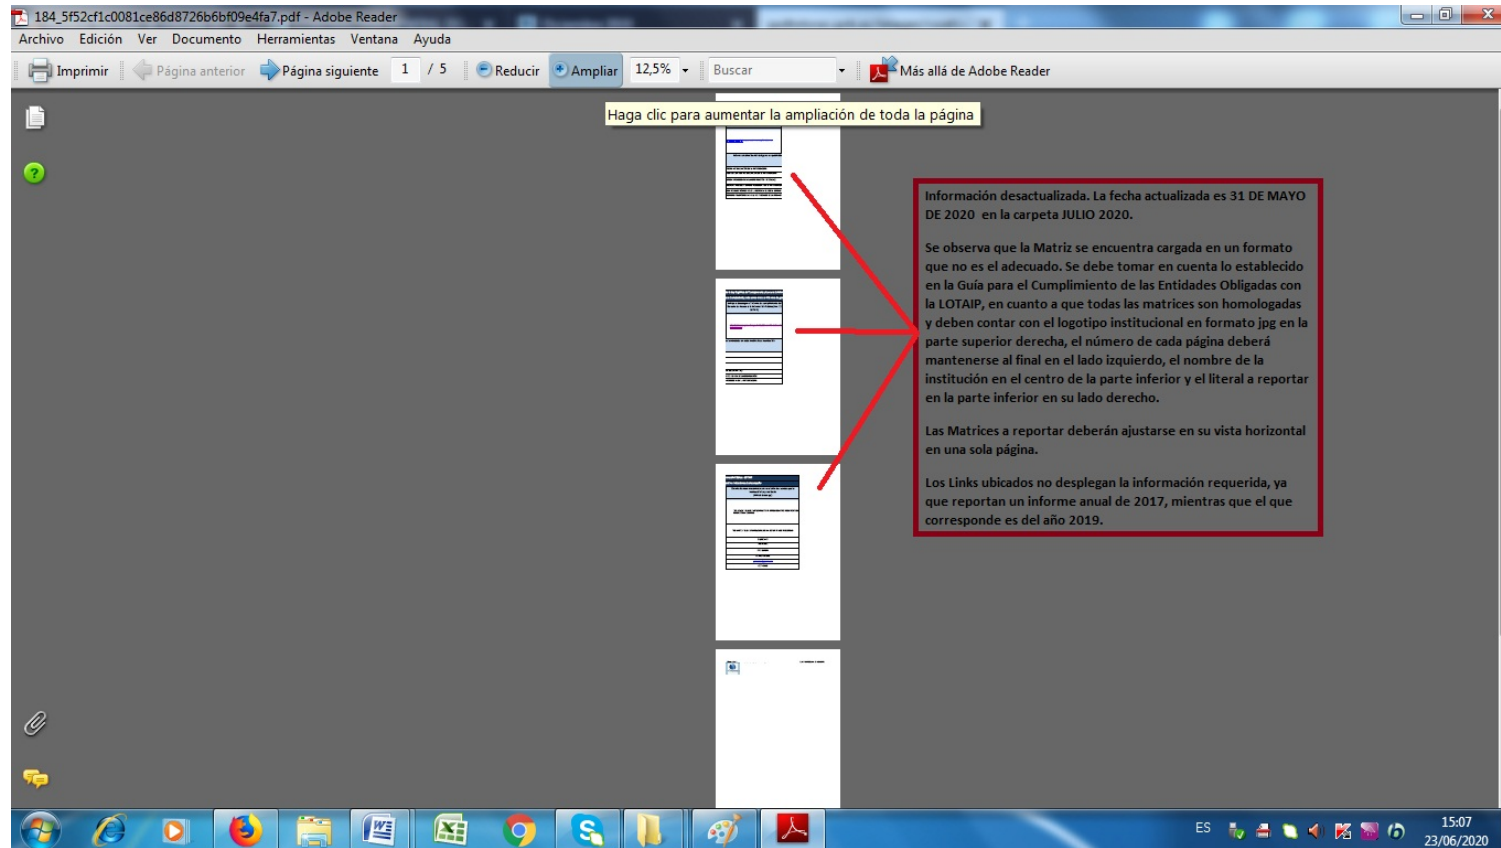 184_5f52cf1c0081ce86d8726b6bf09e4fa7.pdf - Adobe Reader
Archivo Edición Ver Documento Herramientas Ventana Ayuda
Imprimir Página anterior Página siguiente 1 / 5 Reducir Ampliar 12,5% Buscar Más allá de Adobe Reader
Haga clic para aumentar la ampliación de toda la página
Información desactualizada. La fecha actualizada es 31 DE MAYO
DE 2020 en la carpeta JULIO 2020.
Se observa que la Matriz se encuentra cargada en un formato
que no es el adecuado. Se debe tomar en cuenta lo establecido
en la Guía para el Cumplimiento de las Entidades Obligadas con
la LOTAIP, en cuanto a que todas las matrices son homologadas
y deben contar con el logotipo institucional en formato jpg en la
parte superior derecha, el número de cada página deberá
mantenerse al final en el lado izquierdo, el nombre de la
institución en el centro de la parte inferior y el literal a reportar
en la parte inferior en su lado derecho.
Las Matrices a reportar deberán ajustarse en su vista horizontal
en una sola página.
Los Links ubicados no desplegan la información requerida, ya
que reportan un informe anual de 2017, mientras que el que
corresponde es del año 2019.
ES 15:07
23/06/2020